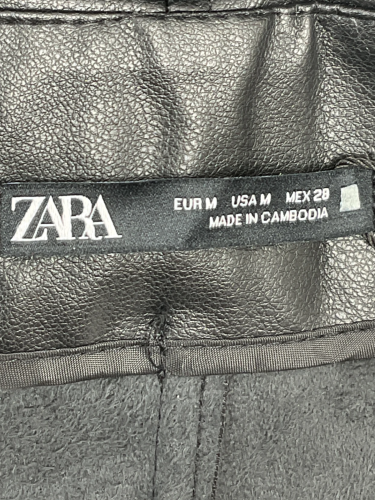 ZARA
EUR M USA M MEX 28
MADE IN CAMBODIA